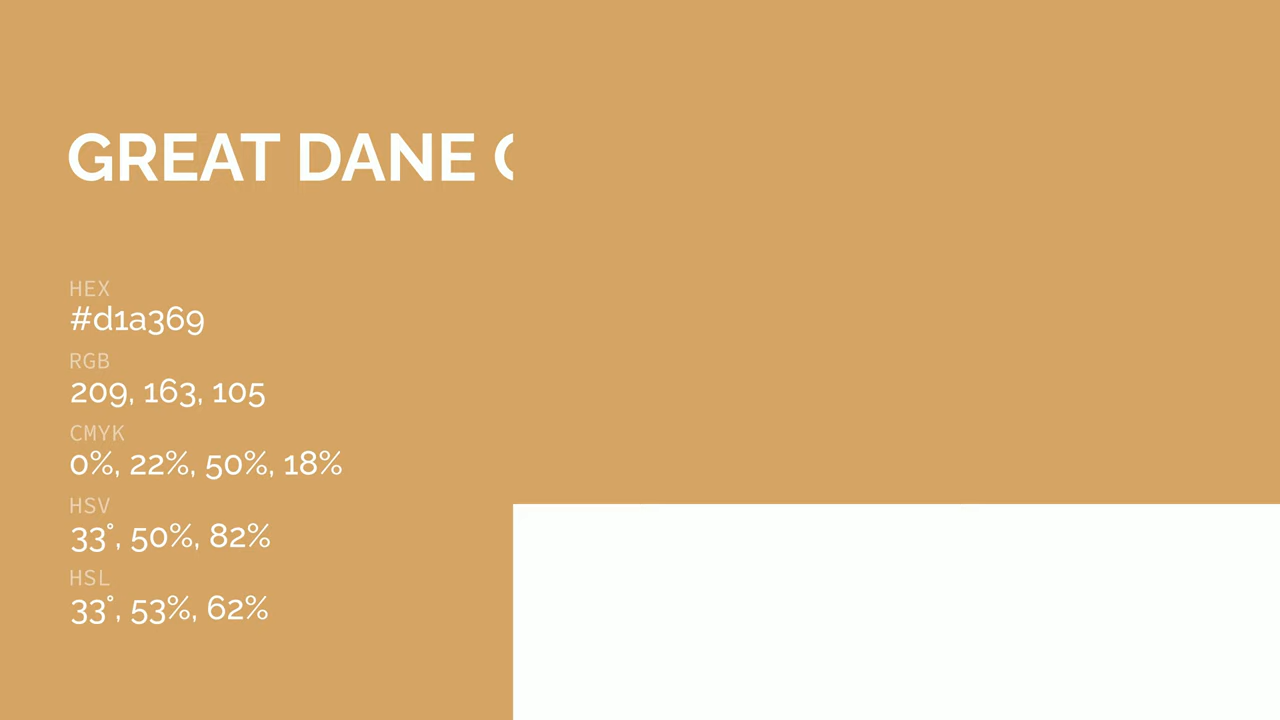 GREAT DANE
HEX
#d1a369
RGB
209, 163, 105
CMYK
0%, 22%, 50%, 18%
HSV
33°, 50%, 82%
HSL
33°, 53%, 62%